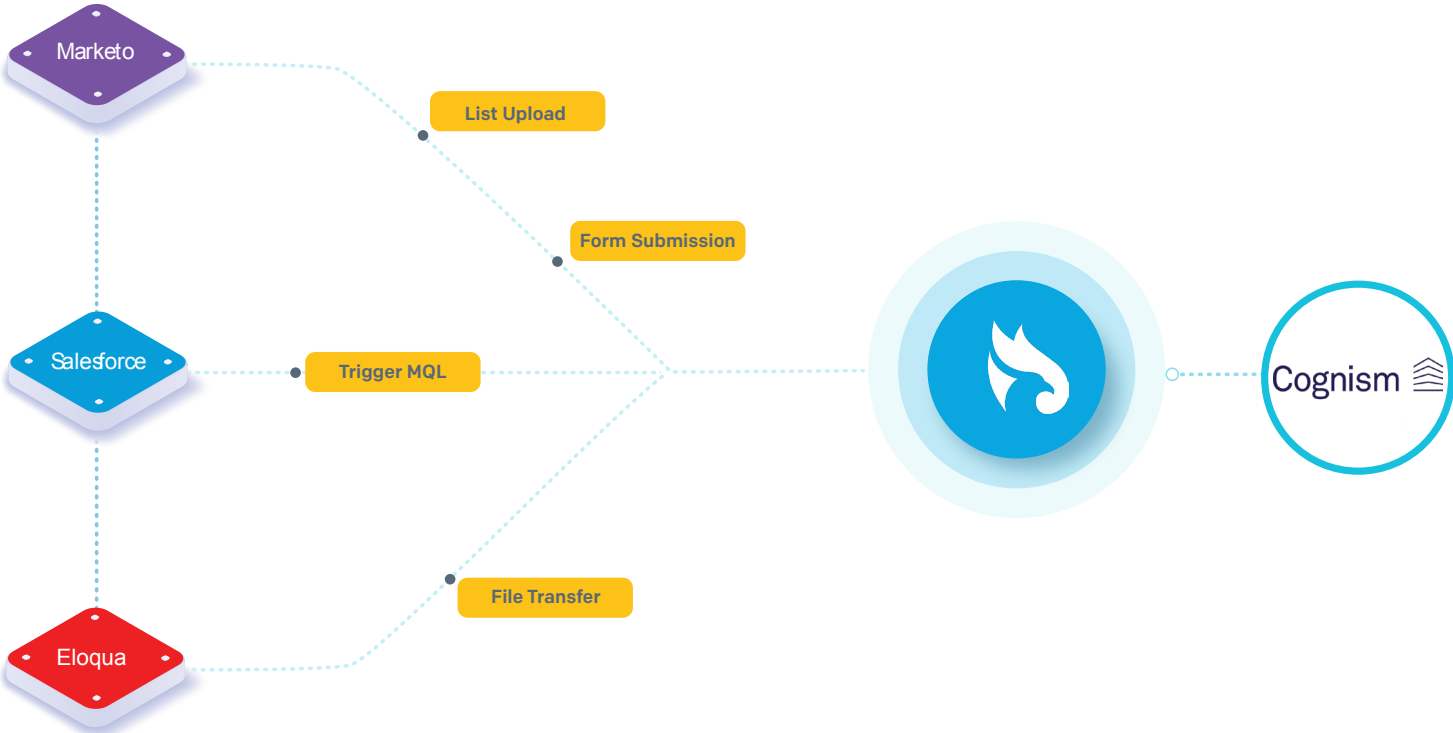 Marketo
List Upload
Form Submission
Salesforce
Trigger MQL
Cognism
File Transfer
Eloqua